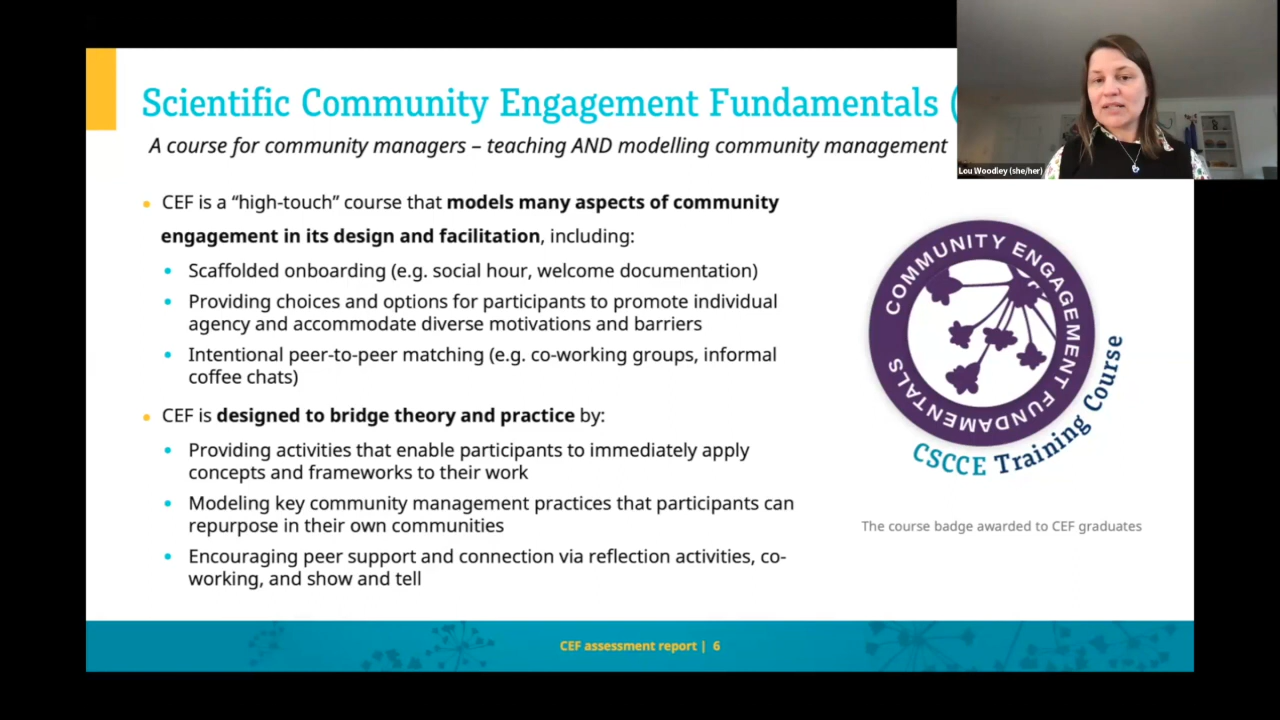 Scientific Community Engagement Fundamentals (
A course for community managers – teaching AND modelling community management
Lou Woodley (she/her)
CEF is a “high-touch” course that models many aspects of community
engagement in its design and facilitation, including:
Scaffolded onboarding (e.g. social hour, welcome documentation)
Providing choices and options for participants to promote individual
agency and accommodate diverse motivations and barriers
Intentional peer-to-peer matching (e.g. co-working groups, informal
coffee chats)
CEF is designed to bridge theory and practice by:
Providing activities that enable participants to immediately apply
concepts and frameworks to their work
Modeling key community management practices that participants can
repurpose in their own communities
Encouraging peer support and connection via reflection activities, co-
working, and show and tell
COMMUNITY ENGAGEMENT FUNDAMENTALS
CSCCE Training Course
The course badge awarded to CEF graduates
CEF assessment report | 6